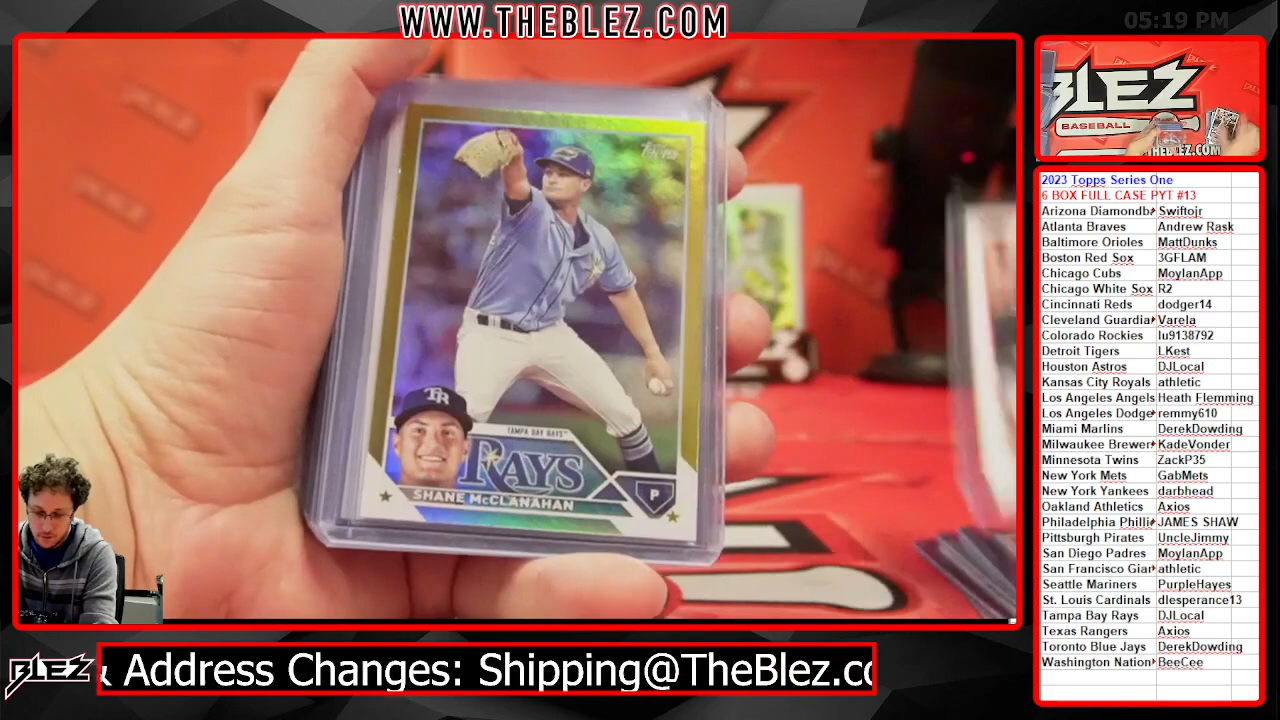 WWW.THEBLEZ.COM
05:19 PM
TAMPA BAY RAYS
RAYS
SHANE McCLANAHAN
P
TR
BLEZ
BASEBALL
THEBLEZ.COM
2023 Topps Series One
6 BOX FULL CASE PYT #13
Arizona Diamondba Swiftojr
Atlanta Braves Andrew Rask
Baltimore Orioles MattDunks
Boston Red Sox 3GFLAM
Chicago Cubs MoylanApp
Chicago White Sox R2
Cincinnati Reds dodger14
Cleveland Guardia Varela
Colorado Rockies lu9138792
Detroit Tigers LKest
Houston Astros DJLocal
Kansas City Royals athletic
Los Angeles Angels Heath Flemming
Los Angeles Dodge remmy610
Miami Marlins DerekDowding
Milwaukee Brewer KadeVonder
Minnesota Twins ZackP35
New York Mets GabMets
New York Yankees darbhead
Oakland Athletics Axios
Philadelphia Philli JAMES SHAW
Pittsburgh Pirates UncleJimmy
San Diego Padres MoylanApp
San Francisco Gian athletic
Seattle Mariners PurpleHayes
St. Louis Cardinals dlesperance13
Tampa Bay Rays DJLocal
Texas Rangers Axios
Toronto Blue Jays DerekDowding
Washington Nation BeeCee
BLEZ
& Address Changes: Shipping@TheBlez.co